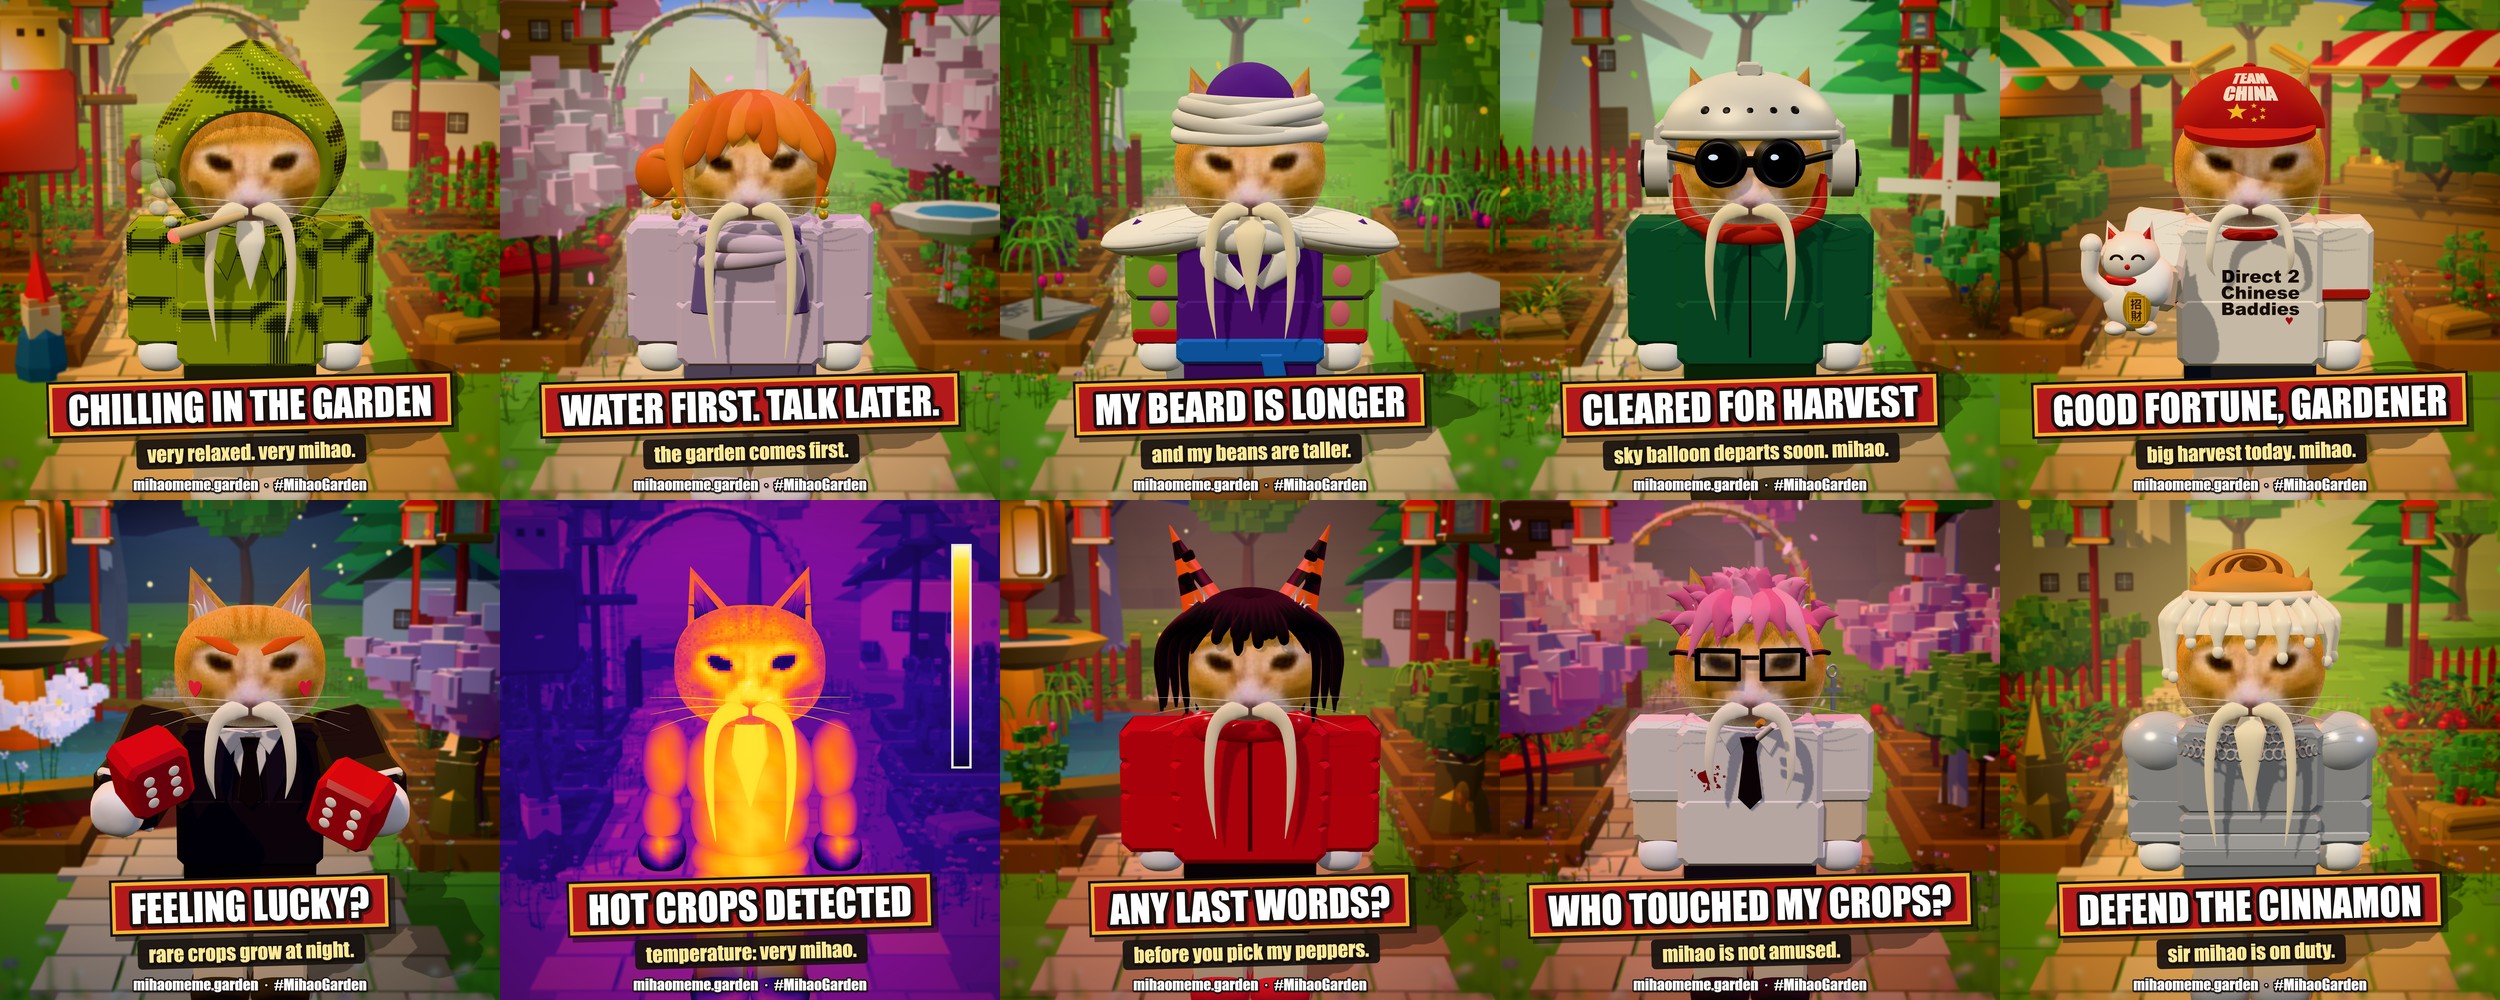 CHILLING IN THE GARDEN
very relaxed. very mihao.
mihaomeme.garden · #MihaoGarden
WATER FIRST. TALK LATER.
the garden comes first.
mihaomeme.garden · #MihaoGarden
MY BEARD IS LONGER
and my beans are taller.
mihaomeme.garden · #MihaoGarden
CLEARED FOR HARVEST
sky balloon departs soon. mihao.
mihaomeme.garden · #MihaoGarden
TEAM
CHINA
招
財
Direct 2
Chinese
Baddies
♥
GOOD FORTUNE, GARDENER
big harvest today. mihao.
mihaomeme.garden · #MihaoGarden
FEELING LUCKY?
rare crops grow at night.
mihaomeme.garden · #MihaoGarden
HOT CROPS DETECTED
temperature: very mihao.
mihaomeme.garden · #MihaoGarden
ANY LAST WORDS?
before you pick my peppers.
mihaomeme.garden · #MihaoGarden
WHO TOUCHED MY CROPS?
mihao is not amused.
mihaomeme.garden · #MihaoGarden
DEFEND THE CINNAMON
sir mihao is on duty.
mihaomeme.garden · #MihaoGarden